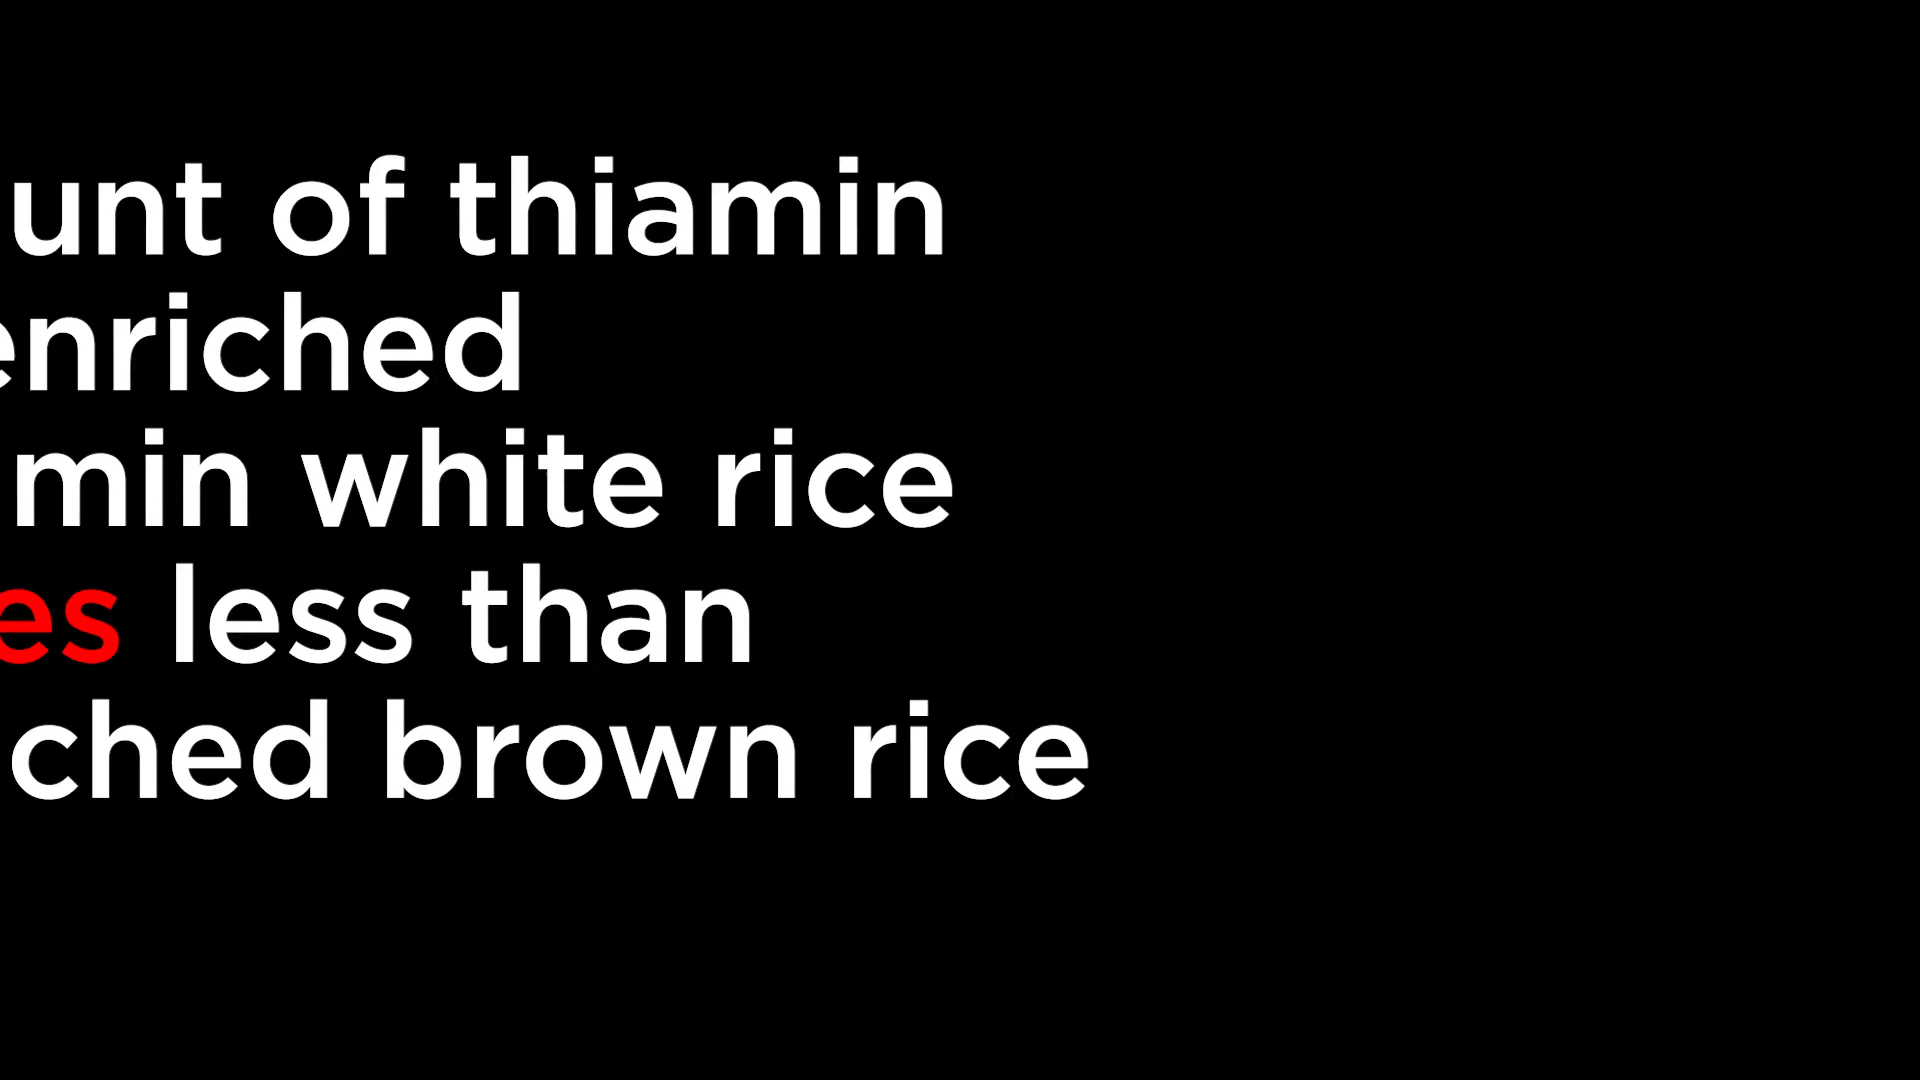 unt of thiamin
enriched
min white rice
es less than
ched brown rice